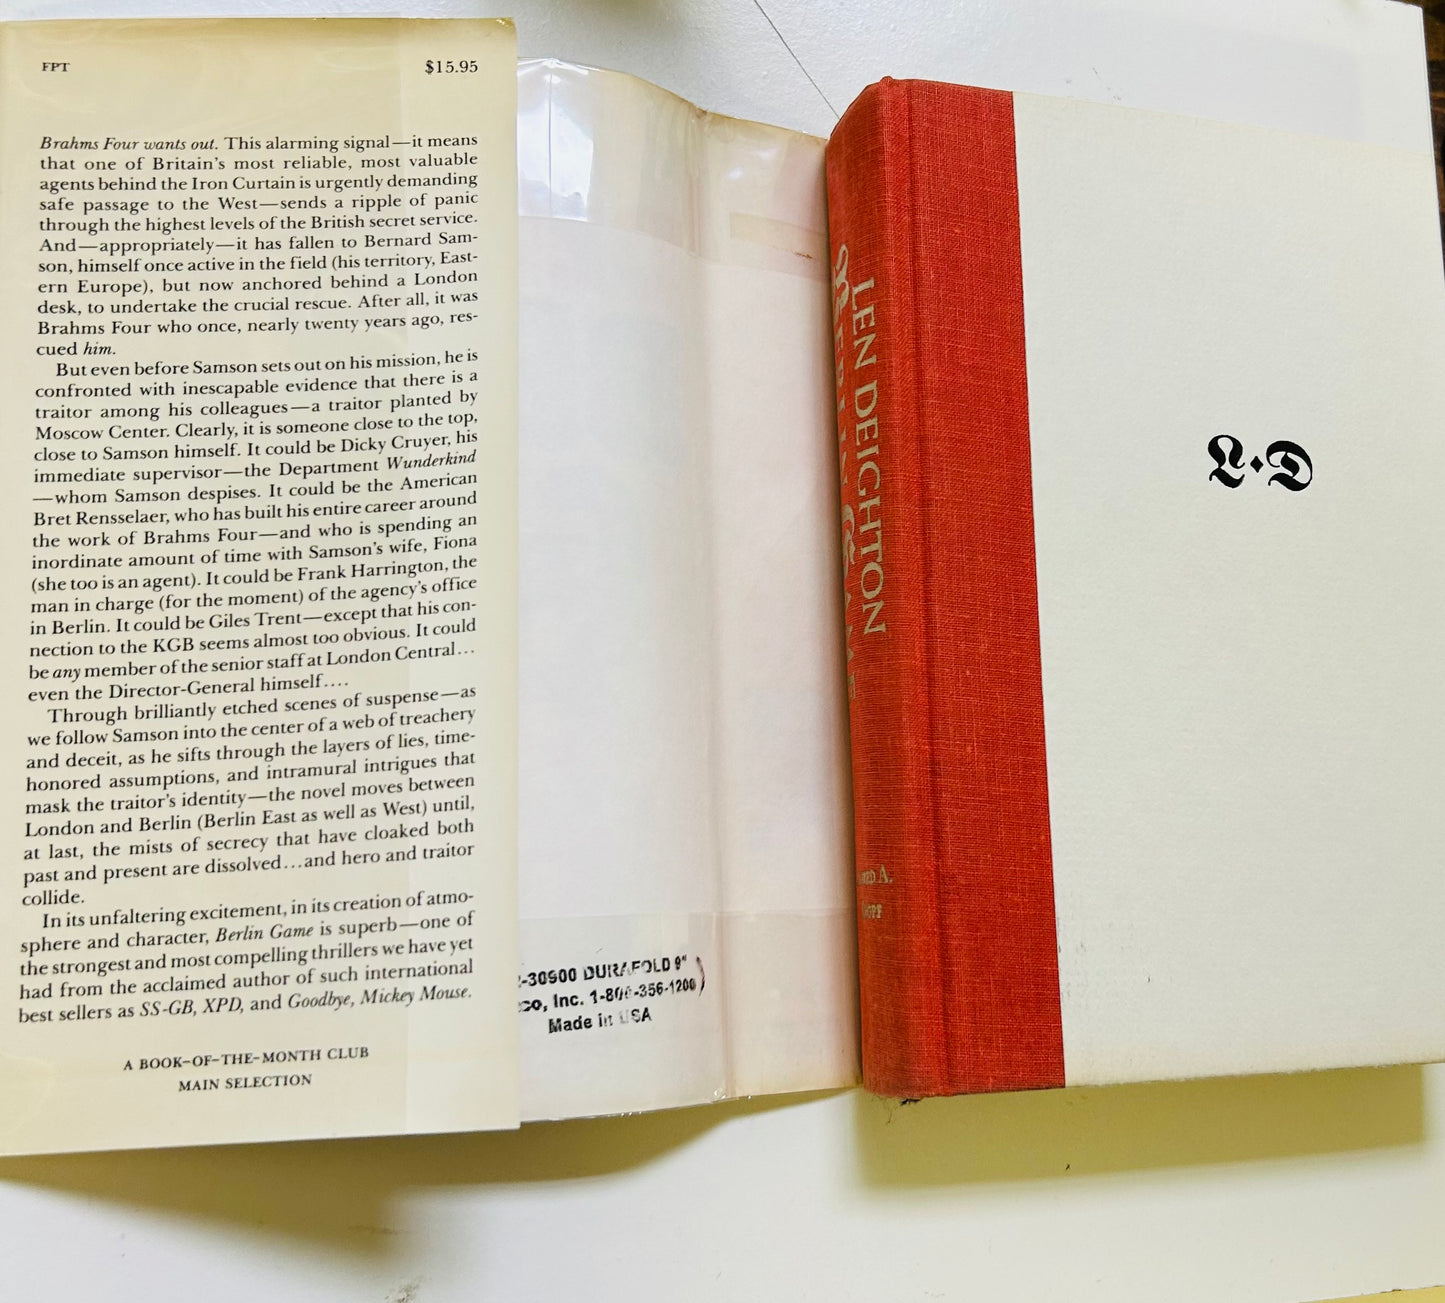 FPT
$15.95
Brahms Four wants out. This alarming signal—it means
that one of Britain's most reliable, most valuable
agents behind the Iron Curtain is urgently demanding
safe passage to the West—sends a ripple of panic
through the highest levels of the British secret service.
And—appropriately—it has fallen to Bernard Sam-
son, himself once active in the field (his territory, East-
ern Europe), but now anchored behind a London
desk, to undertake the crucial rescue. After all, it was
Brahms Four who once, nearly twenty years ago, res-
cued him.
But even before Samson sets out on his mission, he is
confronted with inescapable evidence that there is a
traitor among his colleagues—a traitor planted by
Moscow Center. Clearly, it is someone close to the top,
close to Samson himself. It could be Dicky Cruyer, his
immediate supervisor—the Department Wunderkind
—whom Samson despises. It could be the American
Bret Rensselaer, who has built his entire career around
the work of Brahms Four—and who is spending an
inordinate amount of time with Samson's wife, Fiona
(she too is an agent). It could be Frank Harrington, the
man in charge (for the moment) of the agency's office
in Berlin. It could be Giles Trent—except that his con-
nection to the KGB seems almost too obvious. It could
be any member of the senior staff at London Central...
even the Director-General himself....
Through brilliantly etched scenes of suspense—as
we follow Samson into the center of a web of treachery
and deceit, as he sifts through the layers of lies, time-
honored assumptions, and intramural intrigues that
mask the traitor's identity—the novel moves between
London and Berlin (Berlin East as well as West) until,
at last, the mists of secrecy that have cloaked both
past and present are dissolved...and hero and traitor
collide.
In its unfaltering excitement, in its creation of atmo-
sphere and character, Berlin Game is superb—one of
the strongest and most compelling thrillers we have yet
had from the acclaimed author of such international
best sellers as SS-GB, XPD, and Goodbye, Mickey Mouse.
A BOOK-OF-THE-MONTH CLUB
MAIN SELECTION
-30900 DURAFOLD 9"
co, Inc. 1-800-356-1200
Made in USA
LEN DEIGHTON
BERLIN GAME
A.
L♦D